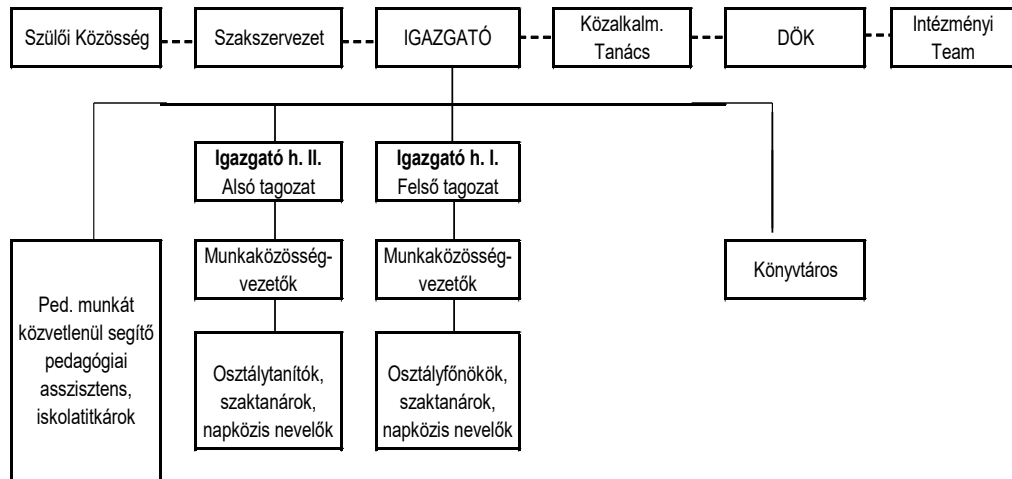 Szülői Közösség
Szakszervezet
IGAZGATÓ
Közalkalm.
Tanács
DÖK
Intézményi
Team
Igazgató h. II.
Alsó tagozat
Igazgató h. I.
Felső tagozat
Munkaközösség-
vezetők
Munkaközösség-
vezetők
Könyvtáros
Ped. munkát
közvetlenül segítő
pedagógiai
asszisztens,
iskolatitkárok
Osztálytanítók,
szaktanárok,
napközis nevelők
Osztályfőnökök,
szaktanárok,
napközis nevelők